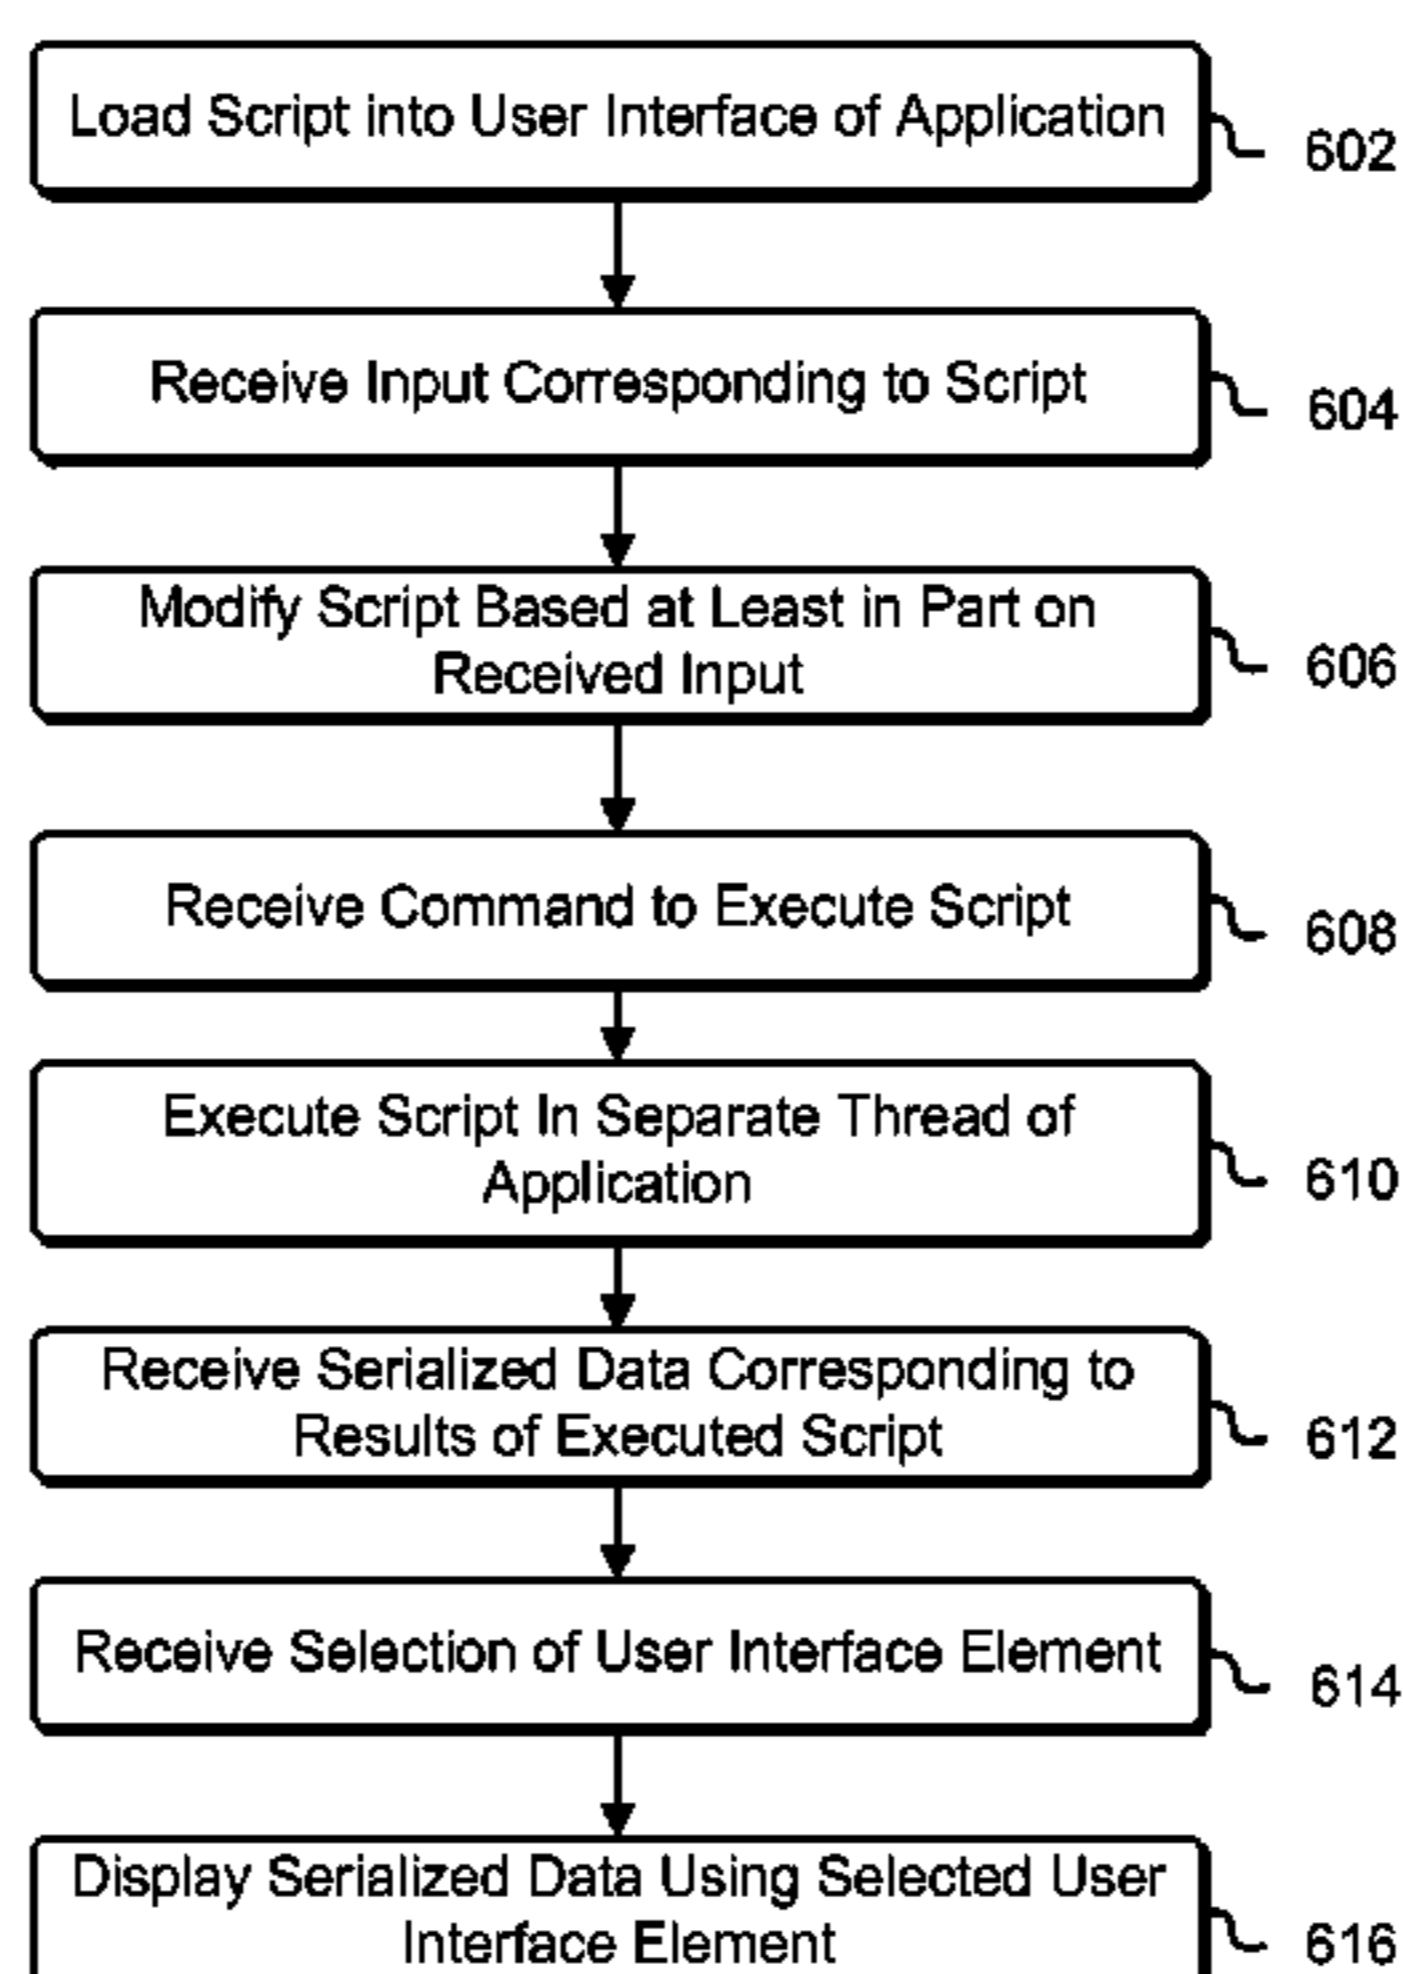 Load Script into User Interface of Application
602
Receive Input Corresponding to Script
604
Modify Script Based at Least in Part on
Received Input
606
Receive Command to Execute Script
608
Execute Script In Separate Thread of
Application
610
Receive Serialized Data Corresponding to
Results of Executed Script
612
Receive Selection of User Interface Element
614
Display Serialized Data Using Selected User
Interface Element
616